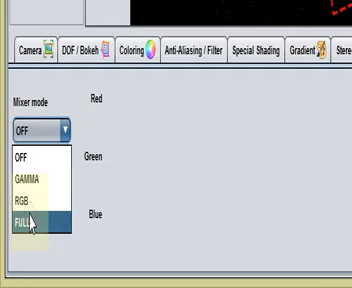 Camera DOF / Bokeh Coloring Anti-Aliasing / Filter Special Shading Gradient Stere
Mixer mode
Red
OFF
OFF
Green
GAMMA
RGB
FULL
Blue